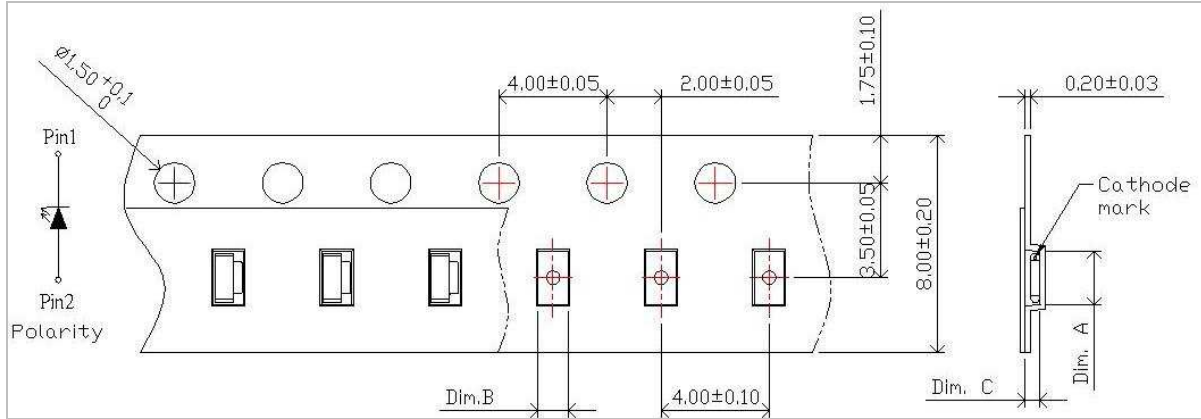 ø1.50 +0.1
0
4.00±0.05
2.00±0.05
1.75±0.10
0.20±0.03
Pin1
Pin2
Polarity
3.50±0.05
8.00±0.20
Cathode
mark
Dim. A
Dim.B
4.00±0.10
Dim. C